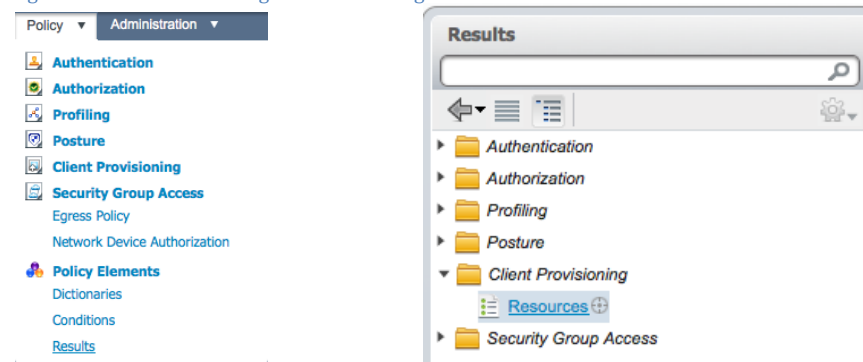 Policy ▼ Administration ▼
Authentication
Authorization
Profiling
Posture
Client Provisioning
Security Group Access
Egress Policy
Network Device Authorization
Policy Elements
Dictionaries
Conditions
Results
Results
Authentication
Authorization
Profiling
Posture
Client Provisioning
Resources
Security Group Access